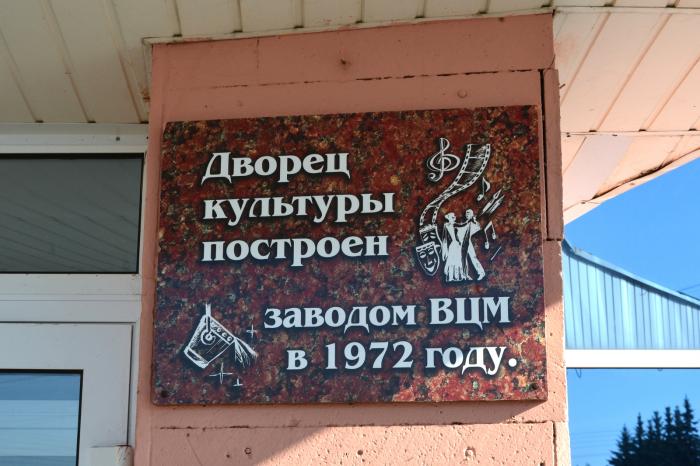 Дворец
культуры
построен
заводом ВЦМ
в 1972 году.